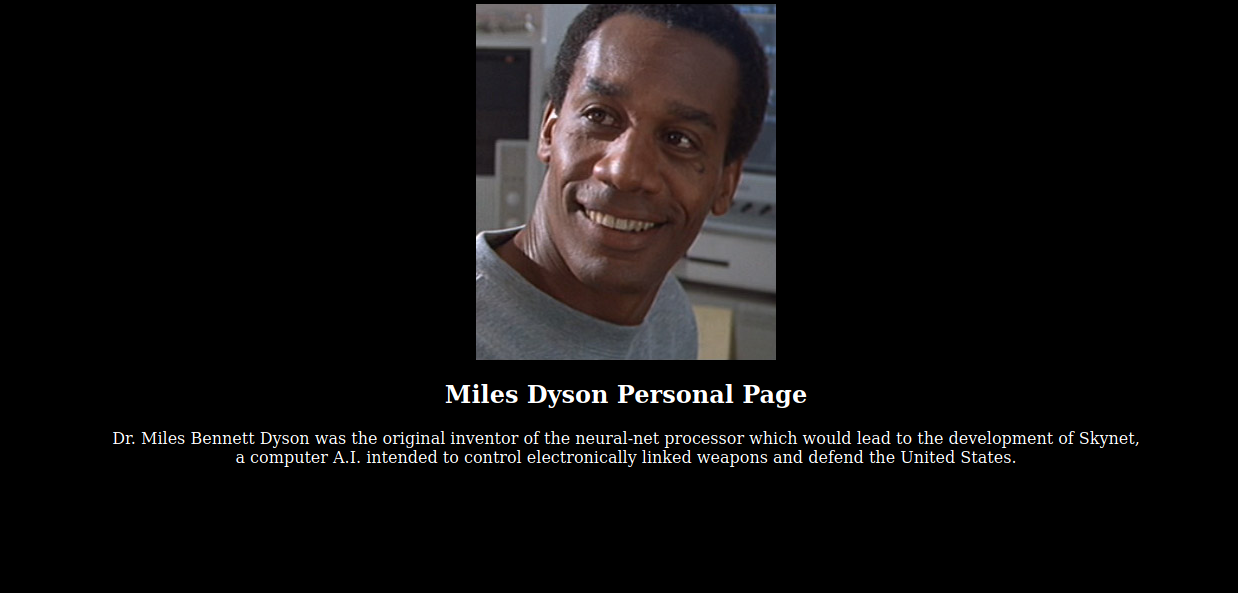 Miles Dyson Personal Page
Dr. Miles Bennett Dyson was the original inventor of the neural-net processor which would lead to the development of Skynet,
a computer A.I. intended to control electronically linked weapons and defend the United States.